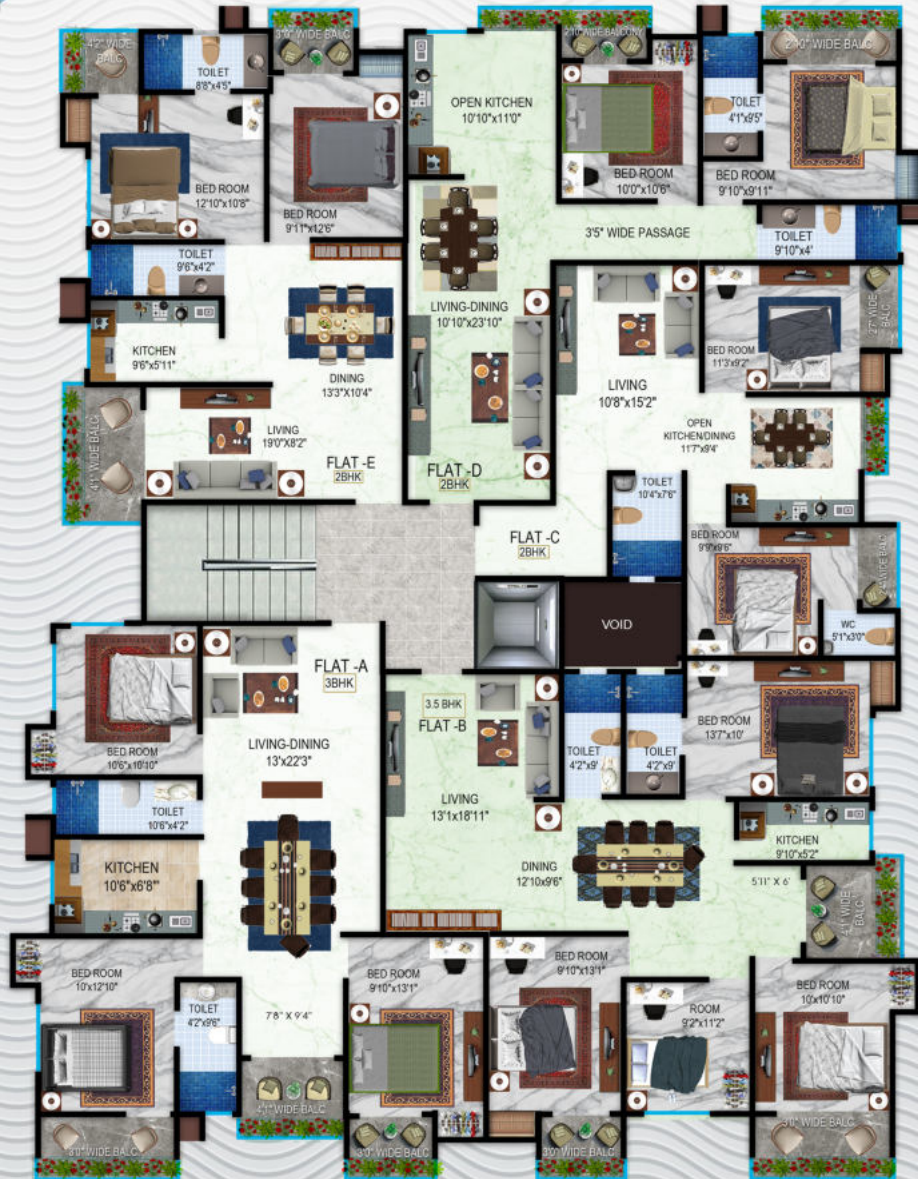 4'2" WIDE
BALC
TOILET
8'8"x4'5"
3'4" WIDE BALC
OPEN KITCHEN
10'10"x11'0"
2'10" WIDE BALCONY
2'10" WIDE BALC
TOILET
4'1"x9'5"
BED ROOM
12'10"x10'8"
BED ROOM
9'11"x12'6"
BED ROOM
10'0"x10'6"
BED ROOM
9'10"x9'11"
3'5" WIDE PASSAGE
TOILET
9'10"x4'
TOILET
9'6"x4'2"
LIVING-DINING
10'10"x23'10"
2'7" WIDE
BALC
KITCHEN
9'6"x5'11"
BED ROOM
11'3"x9'2"
DINING
13'3"X10'4"
LIVING
10'8"x15'2"
4'1" WIDE BALC
LIVING
19'0"X8'2"
OPEN
KITCHEN/DINING
11'7"x9'4"
FLAT -E
2BHK
FLAT -D
2BHK
TOILET
10'4"x7'6"
FLAT -C
2BHK
BED ROOM
9'9"x9'6"
WIDE BALC
VOID
WC
5'1"x3'0"
FLAT -A
3BHK
3.5 BHK
FLAT -B
BED ROOM
10'6"x10'10"
LIVING-DINING
13'x22'3"
TOILET
4'2"x9'
TOILET
4'2"x9'
BED ROOM
13'7"x10'
LIVING
13'1x18'11"
TOILET
10'6"x4'2"
KITCHEN
9'10"x5'2"
KITCHEN
10'6"x6'8"
DINING
12'10x9'6"
5'11" X 6'
4'1" WIDE
BALC
BED ROOM
10'x12'10"
TOILET
4'2"x9'6"
7'8" X 9'4"
BED ROOM
9'10"x13'1"
BED ROOM
9'10"x13'1"
ROOM
9'2"x11'2"
BED ROOM
10'x10'10"
4'1" WIDE BALC
3'0" WIDE BALC
3'0" WIDE BALC
3'0" WIDE BALC
3'0" WIDE BALC